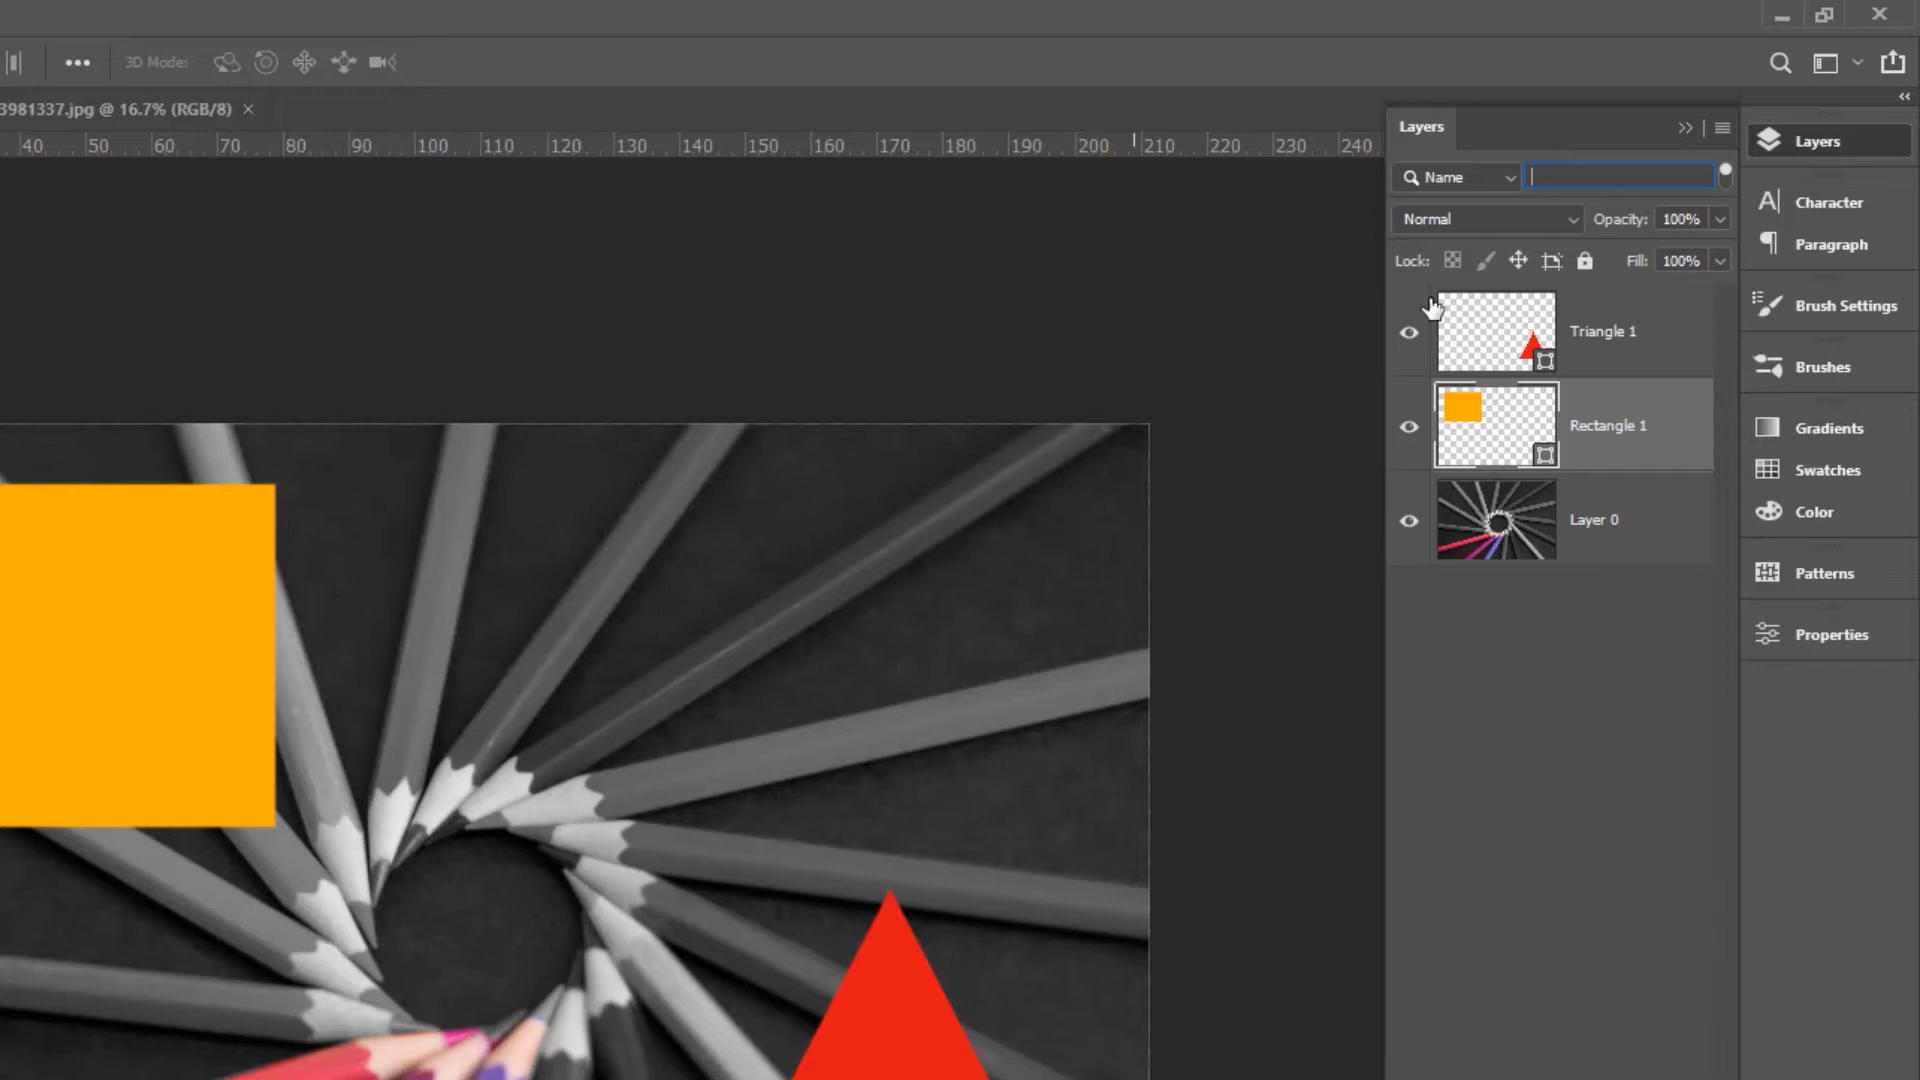 3D Mode:
3981337.jpg @ 16.7% (RGB/8) ×
40 50 60 70 80 90 100 110 120 130 140 150 160 170 180 190 200 210 220 230 240
Layers
Name
Normal Opacity: 100%
Lock: Fill: 100%
Triangle 1
Rectangle 1
Layer 0
Layers
Character
Paragraph
Brush Settings
Brushes
Gradients
Swatches
Color
Patterns
Properties